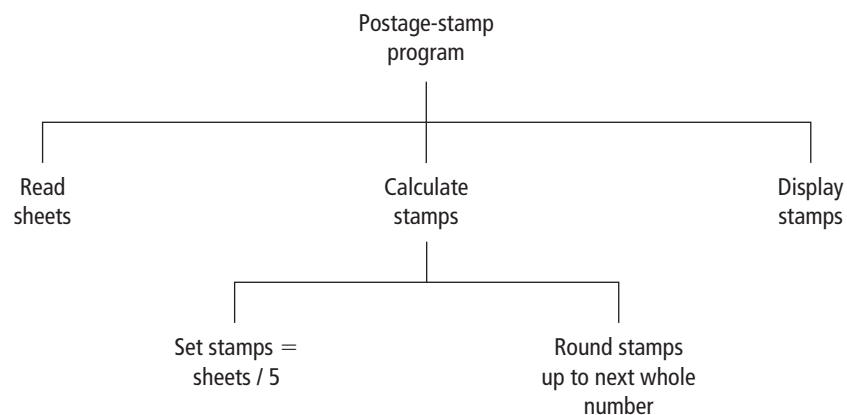 Postage-stamp
program
Read
sheets
Calculate
stamps
Display
stamps
Set stamps =
sheets / 5
Round stamps
up to next whole
number